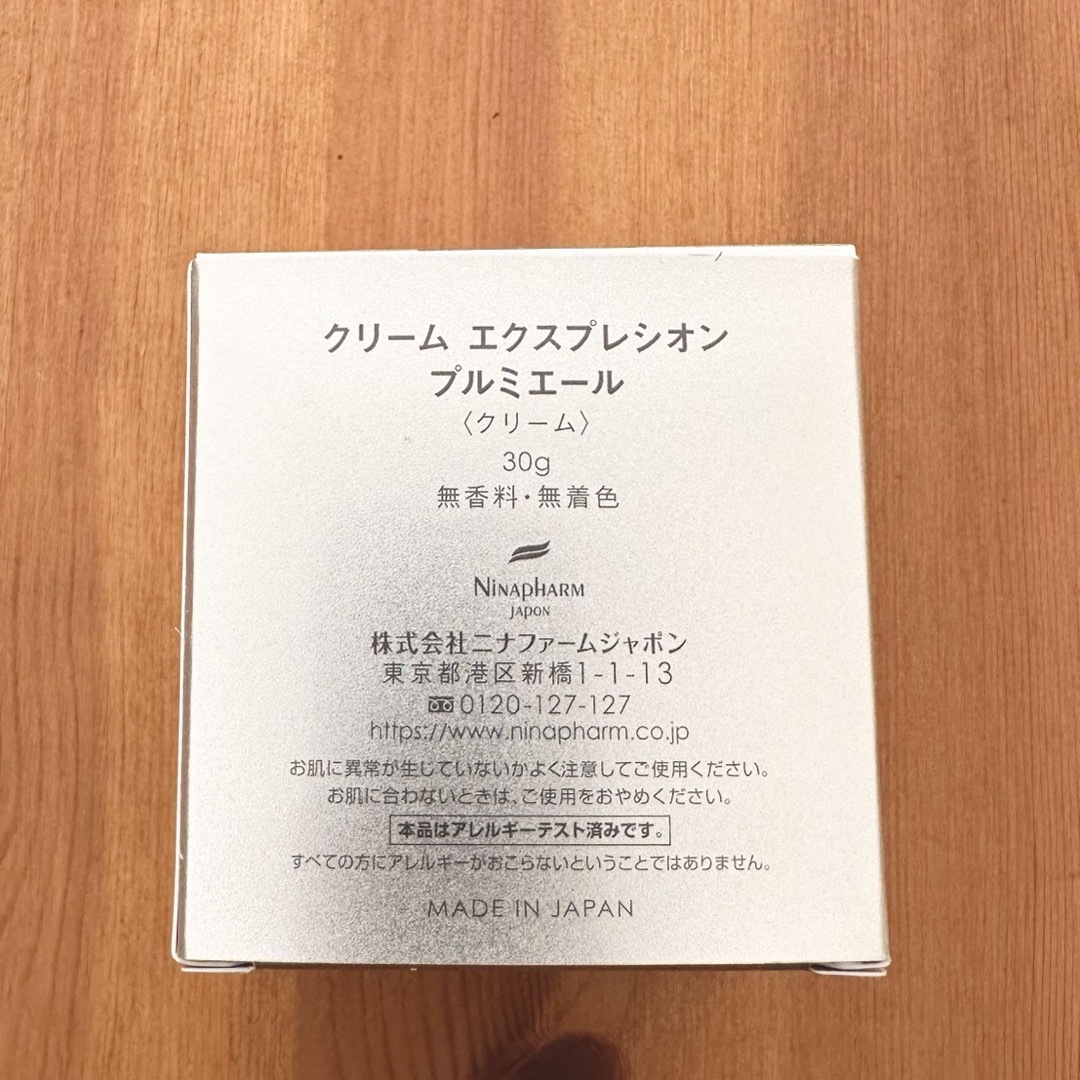 クリーム エクスプレシオン
プルミエール
〈クリーム〉
30g
無香料・無着色
NINAPHARM
JAPON
株式会社ニナファームジャポン
東京都港区新橋1-1-13
0120-127-127
https://www.ninapharm.co.jp
お肌に異常が生じていないかよく注意してご使用ください。
お肌に合わないときは、ご使用をおやめください。
本品はアレルギーテスト済みです。
すべての方にアレルギーがおこらないということではありません。
MADE IN JAPAN